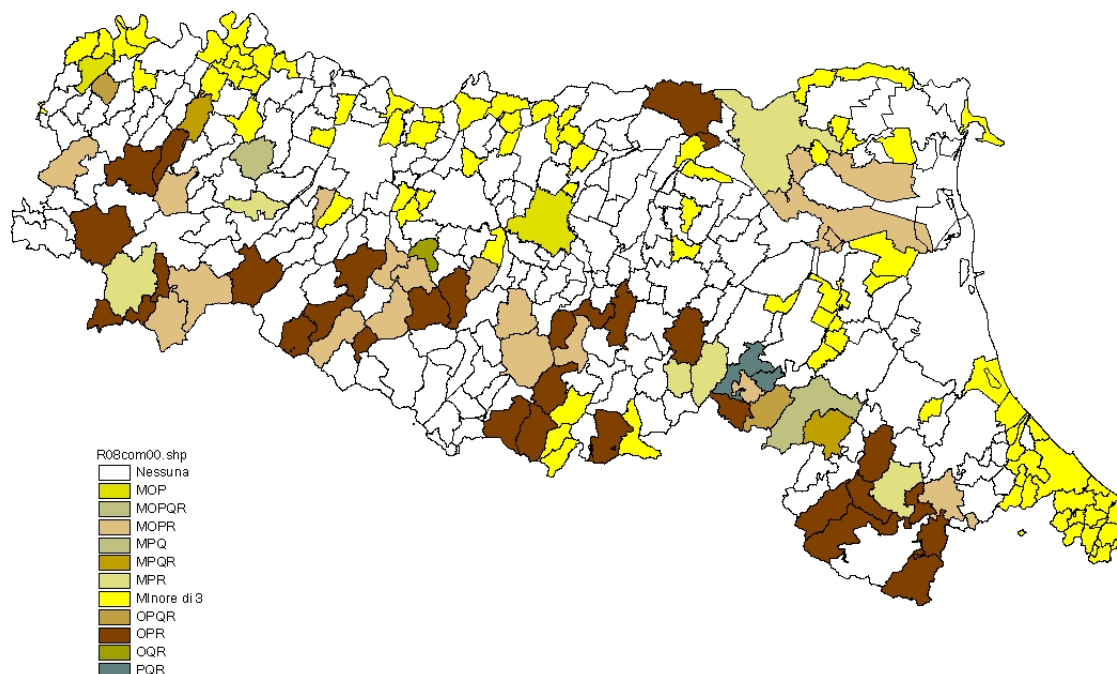 R08com00.shp
Nessuna
MOP
MOPQR
MOPR
MPQ
MPQR
MPR
MInore di 3
OPQR
OPR
OQR
PQR